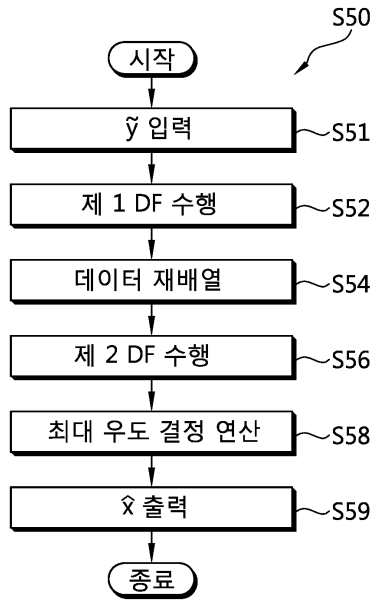 S50
시작
ỹ 입력
S51
제 1 DF 수행
S52
데이터 재배열
S54
제 2 DF 수행
S56
최대 우도 결정 연산
S58
x̂ 출력
S59
종료